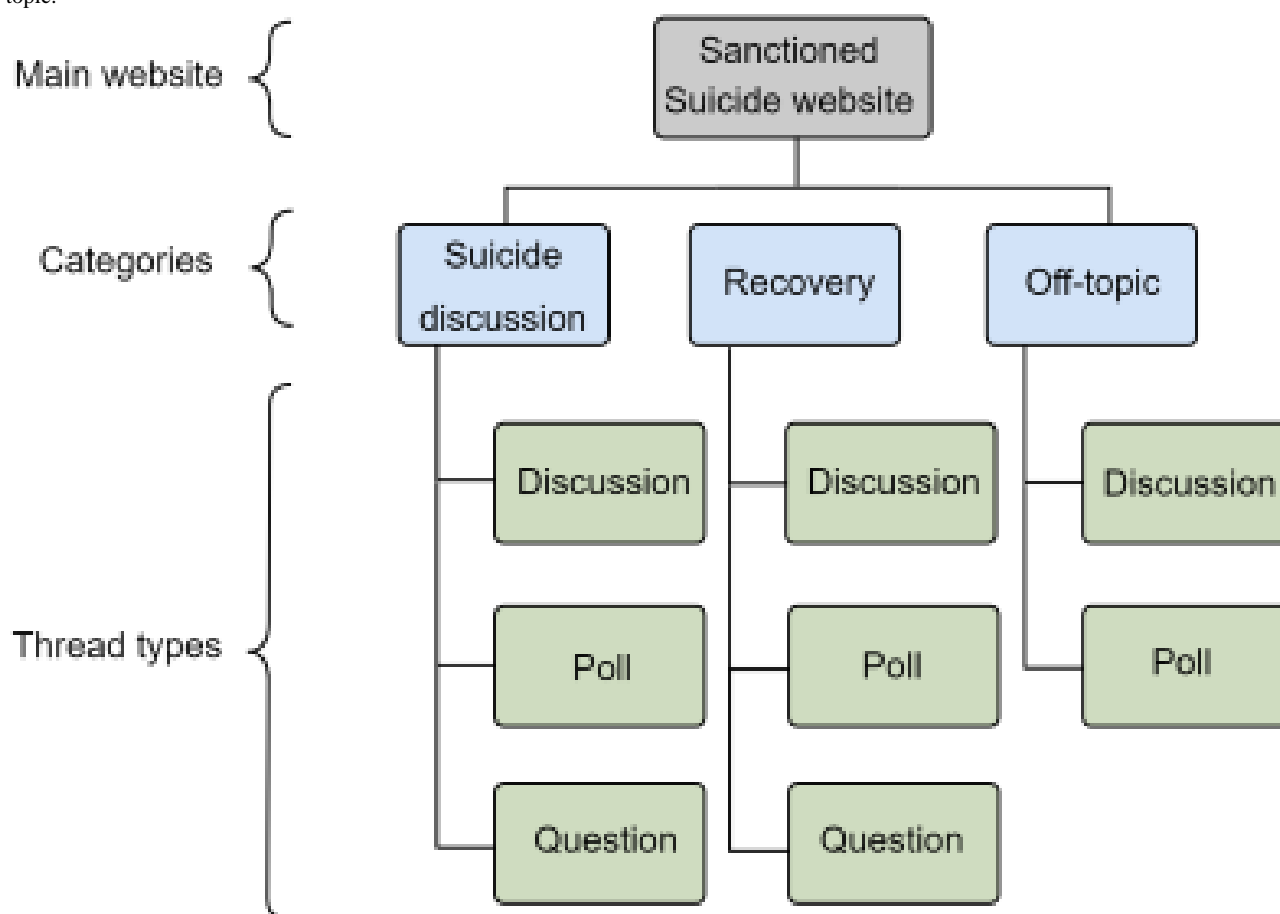 topic.
Main website
Sanctioned
Suicide website
Categories
Suicide
discussion
Recovery
Off-topic
Thread types
Discussion
Discussion
Discussion
Poll
Poll
Poll
Question
Question